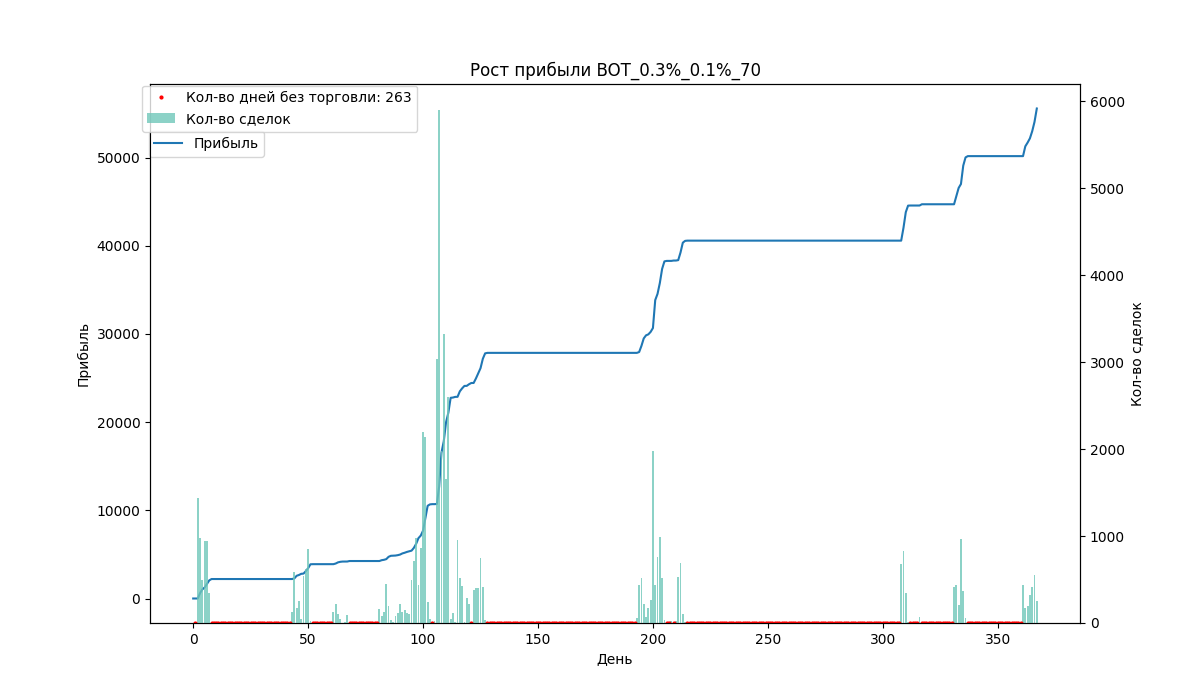 Рост прибыли BOT_0.3%_0.1%_70
Кол-во дней без торговли: 263
Кол-во сделок
Прибыль
50000
40000
30000
20000
10000
0
Прибыль
6000
5000
4000
3000
2000
1000
0
Кол-во сделок
0 50 100 150 200 250 300 350
День